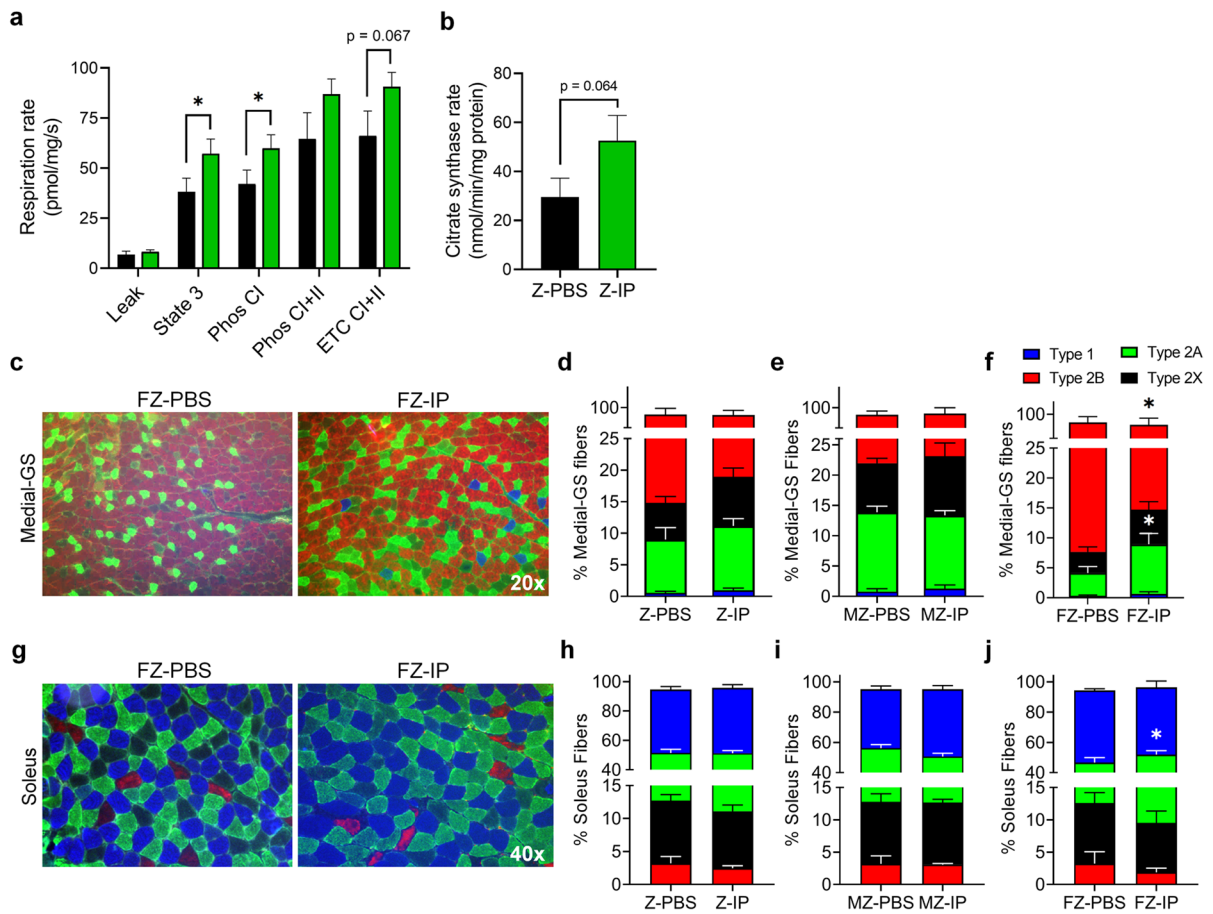 a
Respiration rate
(pmol/mg/s)
100
75
50
25
0
*
*
p = 0.067
Leak
State 3
Phos CI
Phos CI+II
ETC CI+II
b
Citrate synthase rate
(nmol/min/mg protein)
80
60
40
20
0
p = 0.064
Z-PBS
Z-IP
c
FZ-PBS
FZ-IP
Medial-GS
20x
d
% Medial-GS fibers
100
25
20
15
10
5
0
Z-PBS
Z-IP
e
% Medial-GS Fibers
100
25
20
15
10
5
0
MZ-PBS
MZ-IP
f
Type 1
Type 2A
Type 2B
Type 2X
% Medial-GS fibers
100
25
20
15
10
5
0
*
*
FZ-PBS
FZ-IP
g
FZ-PBS
FZ-IP
Soleus
40x
h
% Soleus Fibers
100
80
60
40
15
10
5
0
Z-PBS
Z-IP
i
% Soleus Fibers
100
80
60
40
15
10
5
0
MZ-PBS
MZ-IP
j
% Soleus Fibers
100
80
60
40
15
10
5
0
*
FZ-PBS
FZ-IP